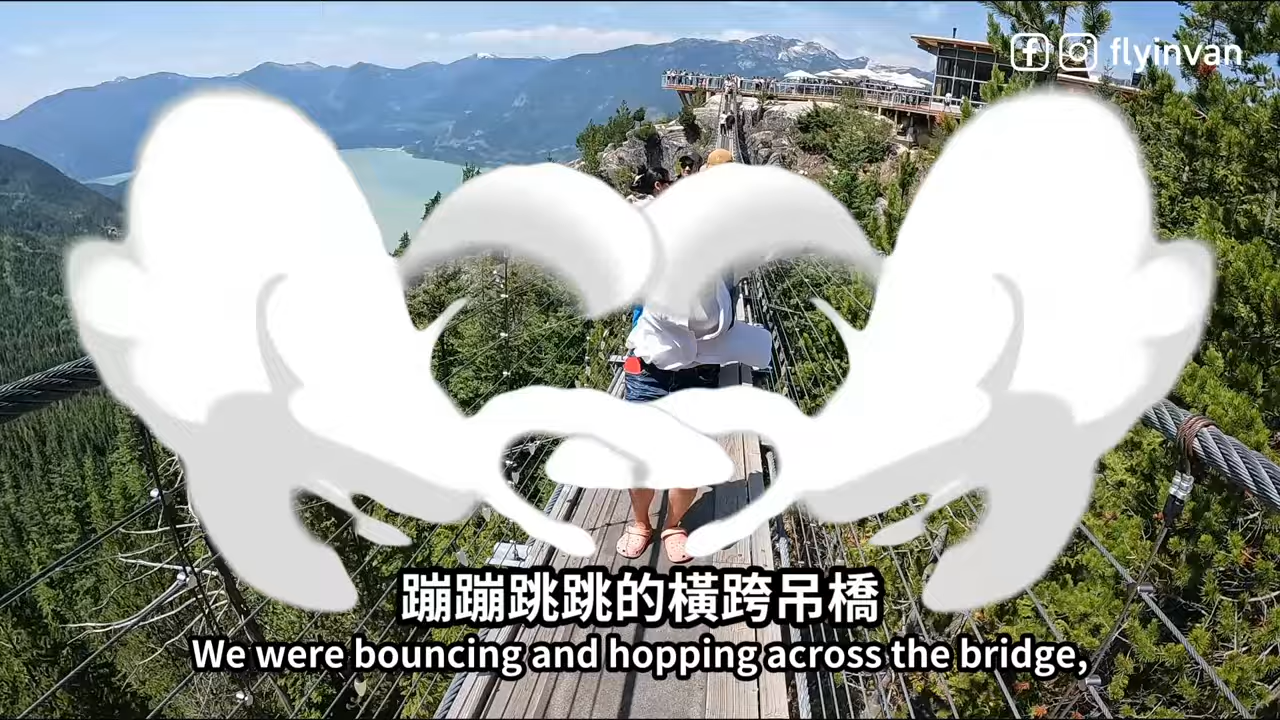 flyinvan
蹦蹦跳跳的橫跨吊橋
We were bouncing and hopping across the bridge,